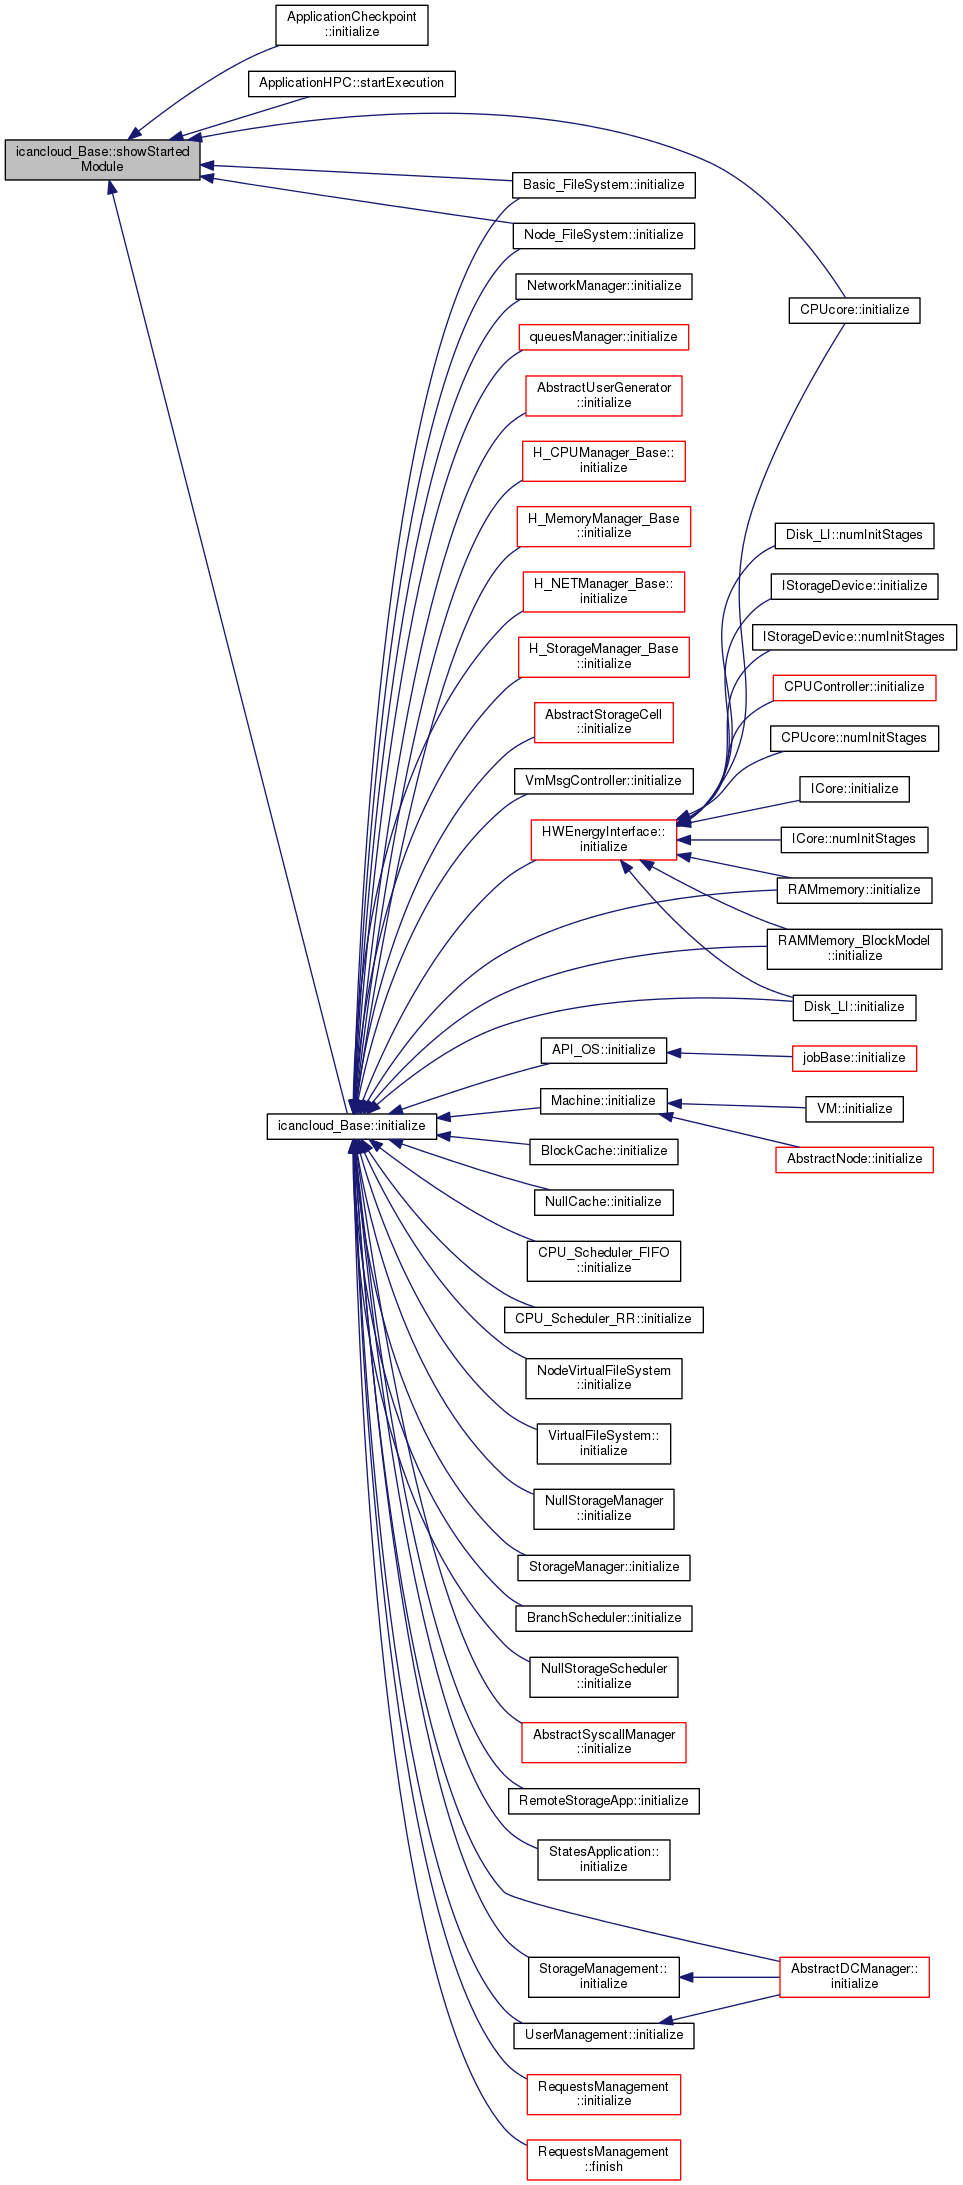 ApplicationCheckpoint
::initialize
ApplicationHPC::startExecution
icancloud_Base::showStarted
Module
Basic_FileSystem::initialize
Node_FileSystem::initialize
NetworkManager::initialize
CPUcore::initialize
queuesManager::initialize
AbstractUserGenerator
::initialize
H_CPUManager_Base::
initialize
H_MemoryManager_Base
::initialize
Disk_LI::numInitStages
H_NETManager_Base::
initialize
IStorageDevice::initialize
IStorageDevice::numInitStages
H_StorageManager_Base
::initialize
CPUController::initialize
AbstractStorageCell
::initialize
CPUcore::numInitStages
VmMsgController::initialize
ICore::initialize
HWEnergyInterface::
initialize
ICore::numInitStages
RAMmemory::initialize
RAMMemory_BlockModel
::initialize
Disk_LI::initialize
API_OS::initialize
jobBase::initialize
Machine::initialize
VM::initialize
icancloud_Base::initialize
BlockCache::initialize
AbstractNode::initialize
NullCache::initialize
CPU_Scheduler_FIFO
::initialize
CPU_Scheduler_RR::initialize
NodeVirtualFileSystem
::initialize
VirtualFileSystem::
initialize
NullStorageManager
::initialize
StorageManager::initialize
BranchScheduler::initialize
NullStorageScheduler
::initialize
AbstractSyscallManager
::initialize
RemoteStorageApp::initialize
StatesApplication::
initialize
StorageManagement::
initialize
AbstractDCManager::
initialize
UserManagement::initialize
RequestsManagement
::initialize
RequestsManagement
::finish